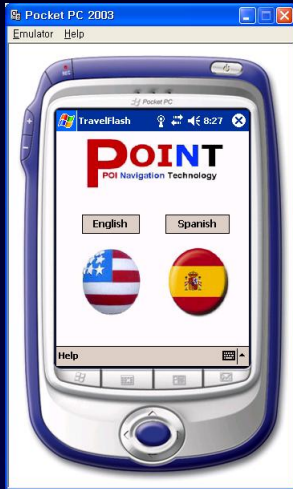 Pocket PC 2003
Emulator Help
Pocket PC
TravelFlash 8:27
POINT
POI Navigation Technology
English Spanish
Help